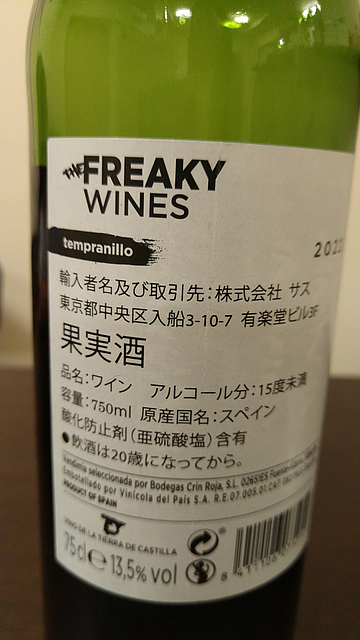 THE FREAKY
WINES
tempranillo
輸入者名及び取引先：株式会社 サス
東京都中央区入船3-10-7 有楽堂ビル3F
果実酒
品名：ワイン アルコール分：15度未満
容量：750ml 原産国名：スペイン
酸化防止剤（亜硫酸塩）含有
●飲酒は20歳になってから。
Vendimia seleccionada por Bodegas Crin Roja, S.L. 02651ES
Embotellado por Vinícola del País S.A. R.E.
PRODUCT OF SPAIN
VINO DE LA TIERRA DE CASTILLA
75cl e 13,5% vol